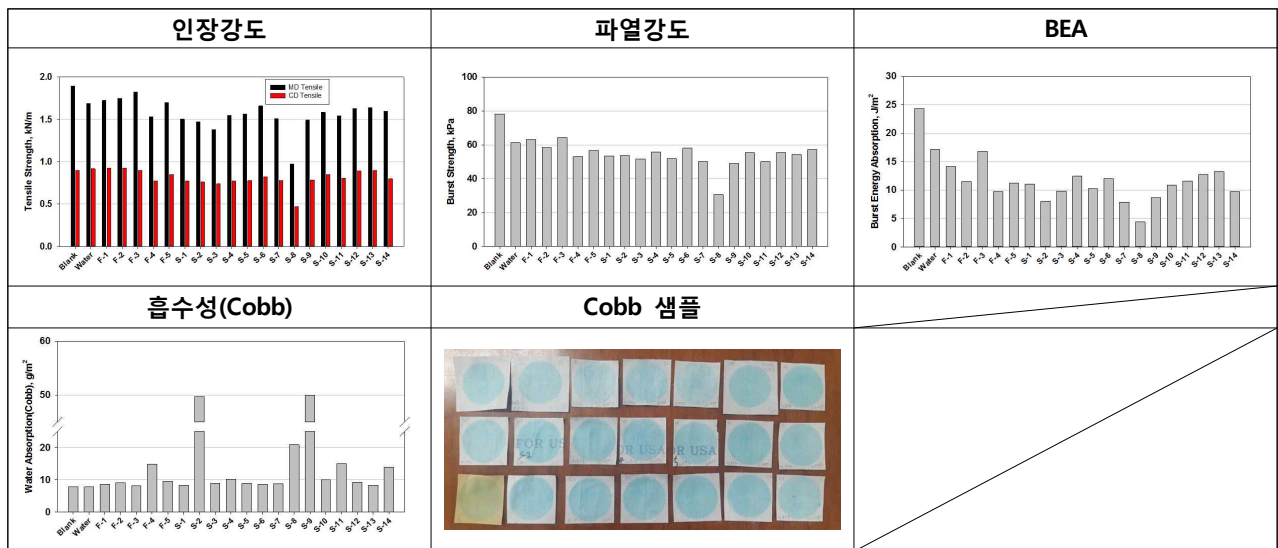 인장강도
파열강도
BEA
2.0
1.5
1.0
0.5
0.0
Tensile Strength, kN/m
MD Tensile
CD Tensile
Blank Water F-1 F-2 F-3 F-4 F-5 S-1 S-2 S-3 S-4 S-5 S-6 S-7 S-8 S-9 S-10 S-11 S-12 S-13 S-14
100
80
60
40
20
0
Burst Strength, kPa
Blank Water F-1 F-2 F-3 F-4 F-5 S-1 S-2 S-3 S-4 S-5 S-6 S-7 S-8 S-9 S-10 S-11 S-12 S-13 S-14
30
25
20
15
10
5
0
Burst Energy Absorption, J/m²
Blank Water F-1 F-2 F-3 F-4 F-5 S-1 S-2 S-3 S-4 S-5 S-6 S-7 S-8 S-9 S-10 S-11 S-12 S-13 S-14
흡수성(Cobb)
Cobb 샘플
60
50
20
10
0
Water Absorption(Cobb), g/m²
Blank Water F-1 F-2 F-3 F-4 F-5 S-1 S-2 S-3 S-4 S-5 S-6 S-7 S-8 S-9 S-10 S-11 S-12 S-13 S-14
FOR US
OR USA
OR USA